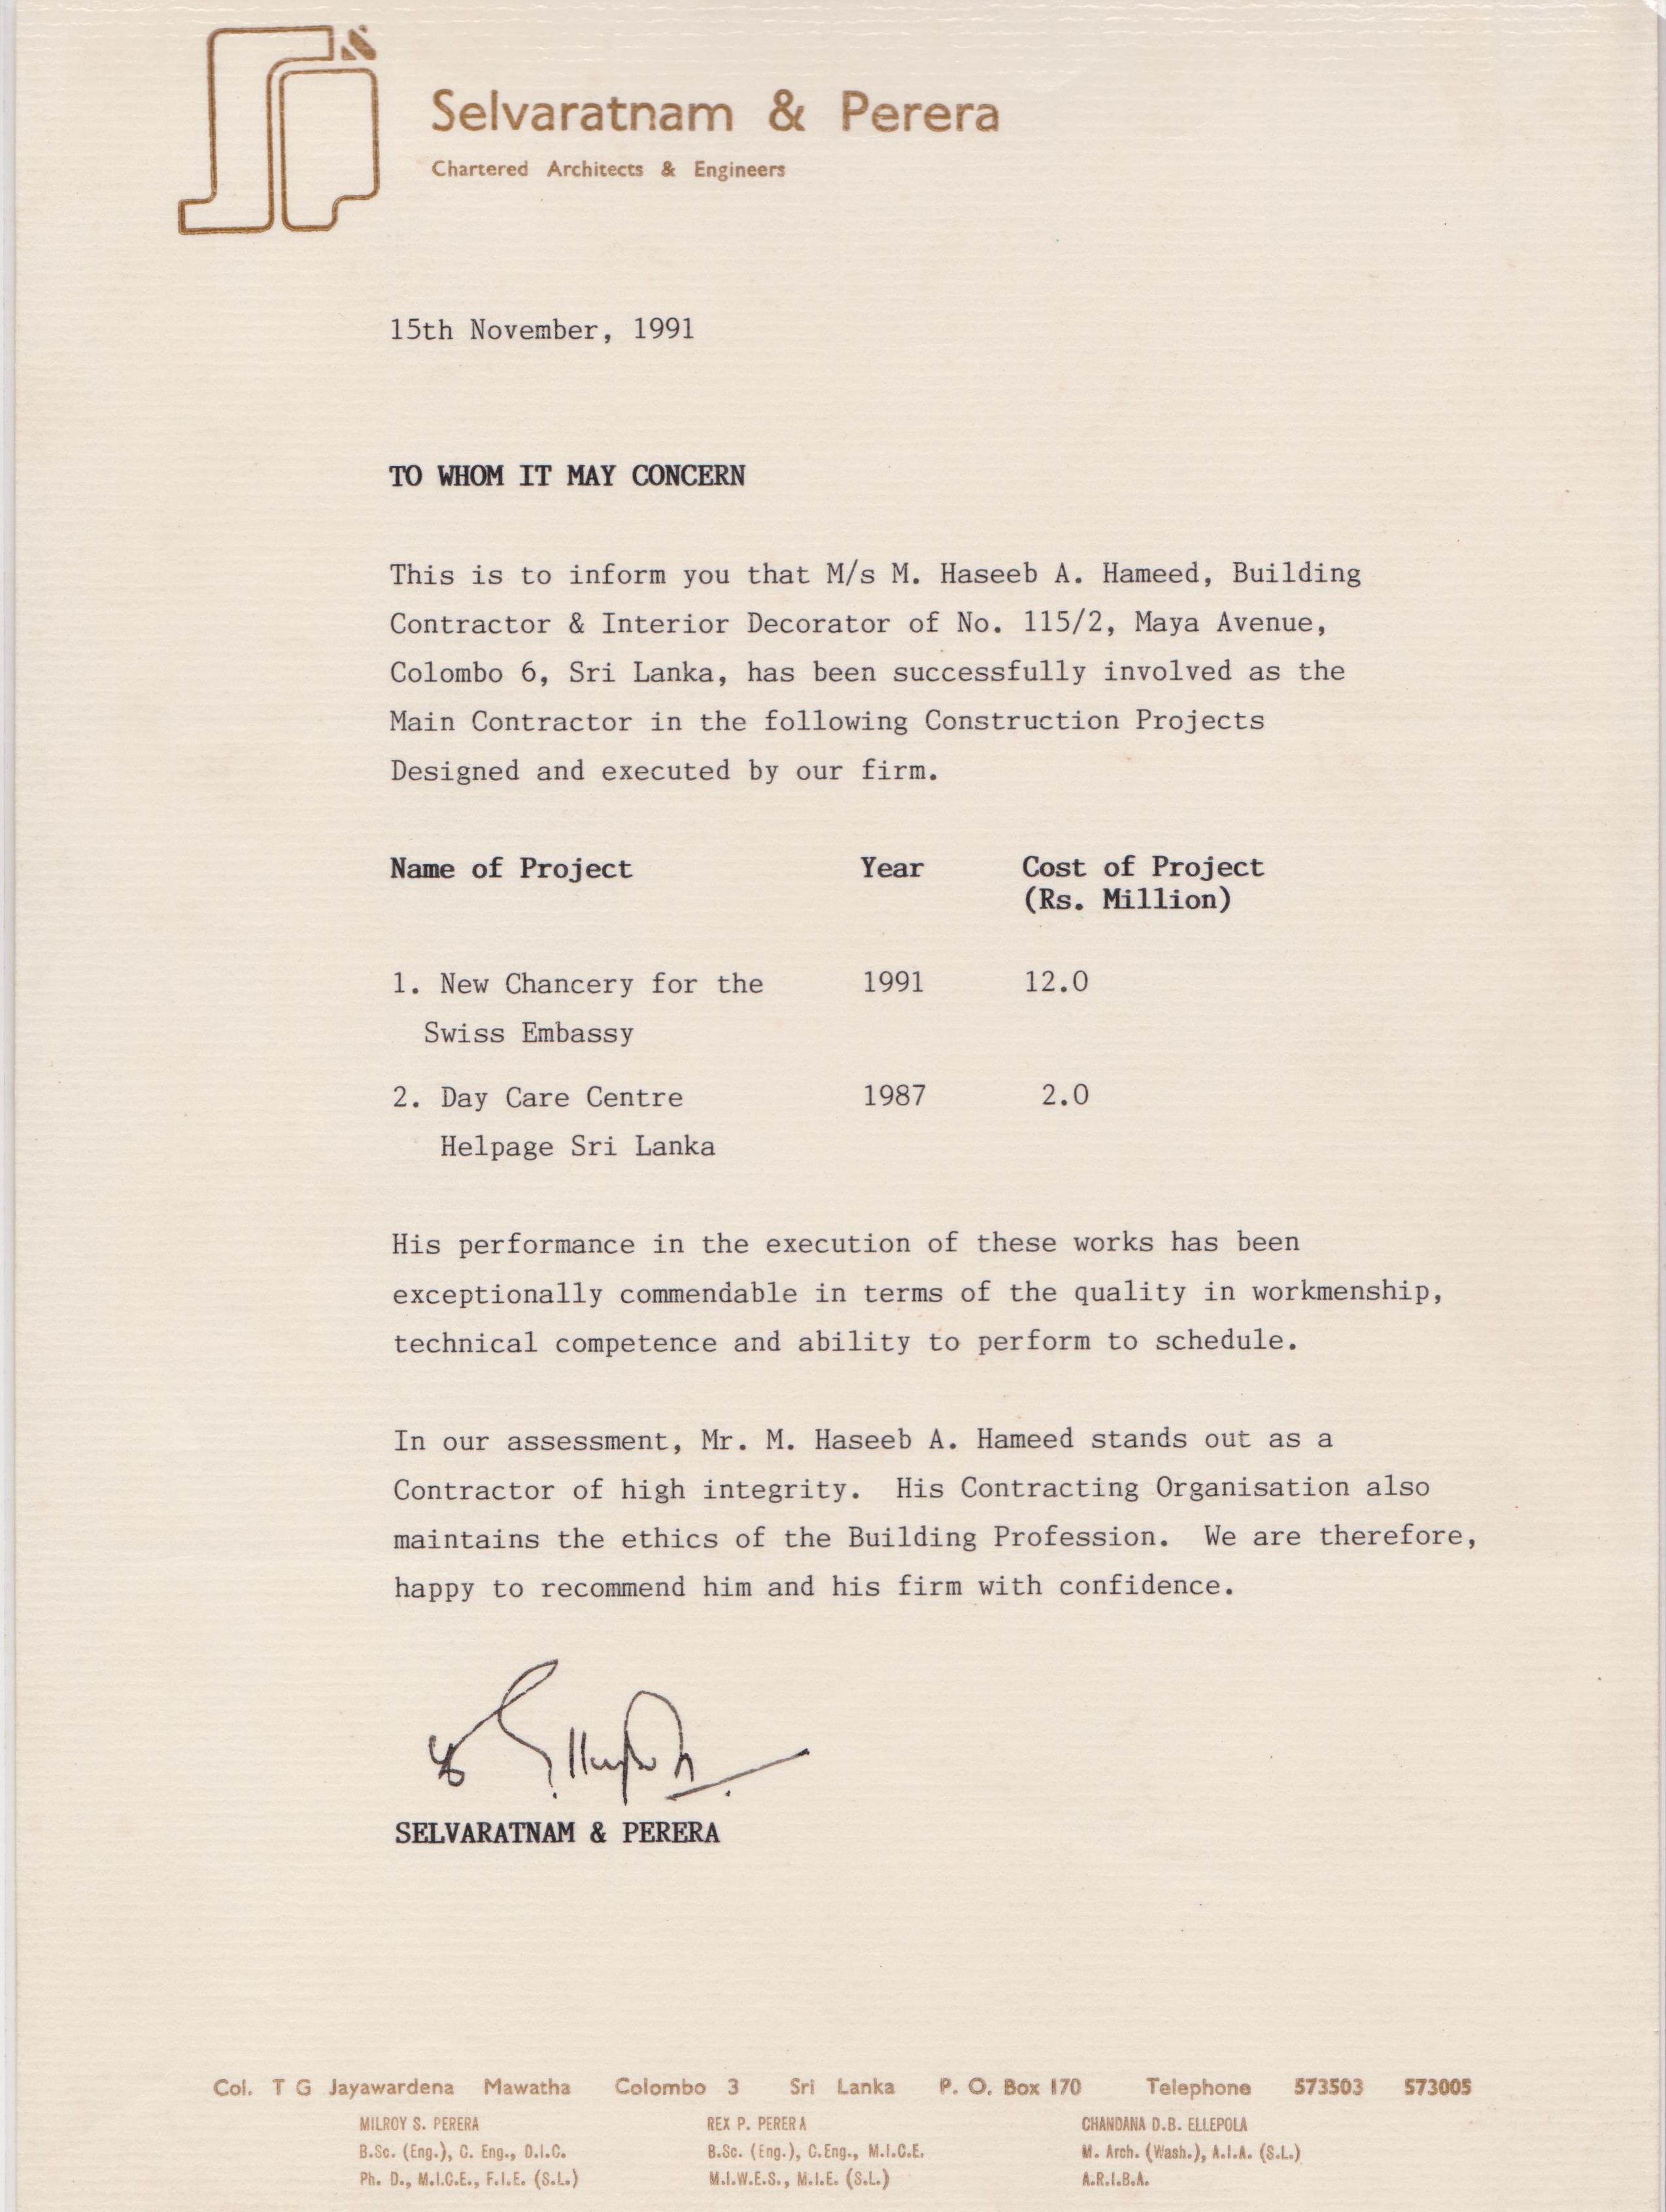 Selvaratnam & Perera
Chartered Architects & Engineers
15th November, 1991
TO WHOM IT MAY CONCERN
This is to inform you that M/s M. Haseeb A. Hameed, Building
Contractor & Interior Decorator of No. 115/2, Maya Avenue,
Colombo 6, Sri Lanka, has been successfully involved as the
Main Contractor in the following Construction Projects
Designed and executed by our firm.
Name of Project Year Cost of Project
(Rs. Million)
1. New Chancery for the 1991 12.0
Swiss Embassy
2. Day Care Centre 1987 2.0
Helpage Sri Lanka
His performance in the execution of these works has been
exceptionally commendable in terms of the quality in workmenship,
technical competence and ability to perform to schedule.
In our assessment, Mr. M. Haseeb A. Hameed stands out as a
Contractor of high integrity. His Contracting Organisation also
maintains the ethics of the Building Profession. We are therefore,
happy to recommend him and his firm with confidence.
SELVARATNAM & PERERA
Col. T G Jayawardena Mawatha Colombo 3 Sri Lanka P. O. Box 170 Telephone 573503 573005
MILROY S. PERERA REX P. PERERA CHANDANA D.B. ELLEPOLA
B.Sc. (Eng.), C. Eng., D.I.C. B.Sc. (Eng.), C.Eng., M.I.C.E. M. Arch. (Wash.), A.I.A. (S.L.)
Ph. D., M.I.C.E., F.I.E. (S.L.) M.I.W.E.S., M.I.E. (S.L.) A.R.I.B.A.